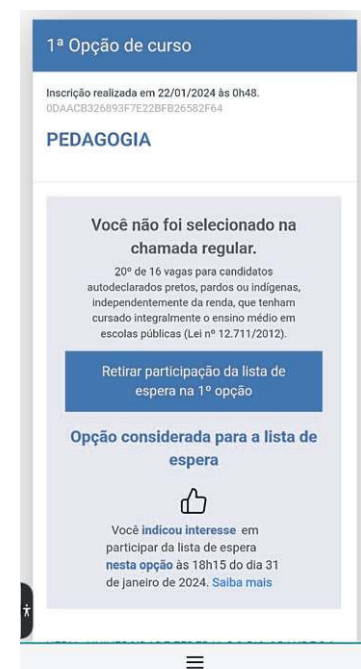 1ª Opção de curso
Inscrição realizada em 22/01/2024 às 0h48.
0DAACB326893F7E22BFB26582F64
PEDAGOGIA
Você não foi selecionado na
chamada regular.
20º de 16 vagas para candidatos
autodeclarados pretos, pardos ou indígenas,
independentemente da renda, que tenham
cursado integralmente o ensino médio em
escolas públicas (Lei nº 12.711/2012).
Retirar participação da lista de
espera na 1º opção
Opção considerada para a lista de
espera
Você indicou interesse em
participar da lista de espera
nesta opção às 18h15 do dia 31
de janeiro de 2024. Saiba mais